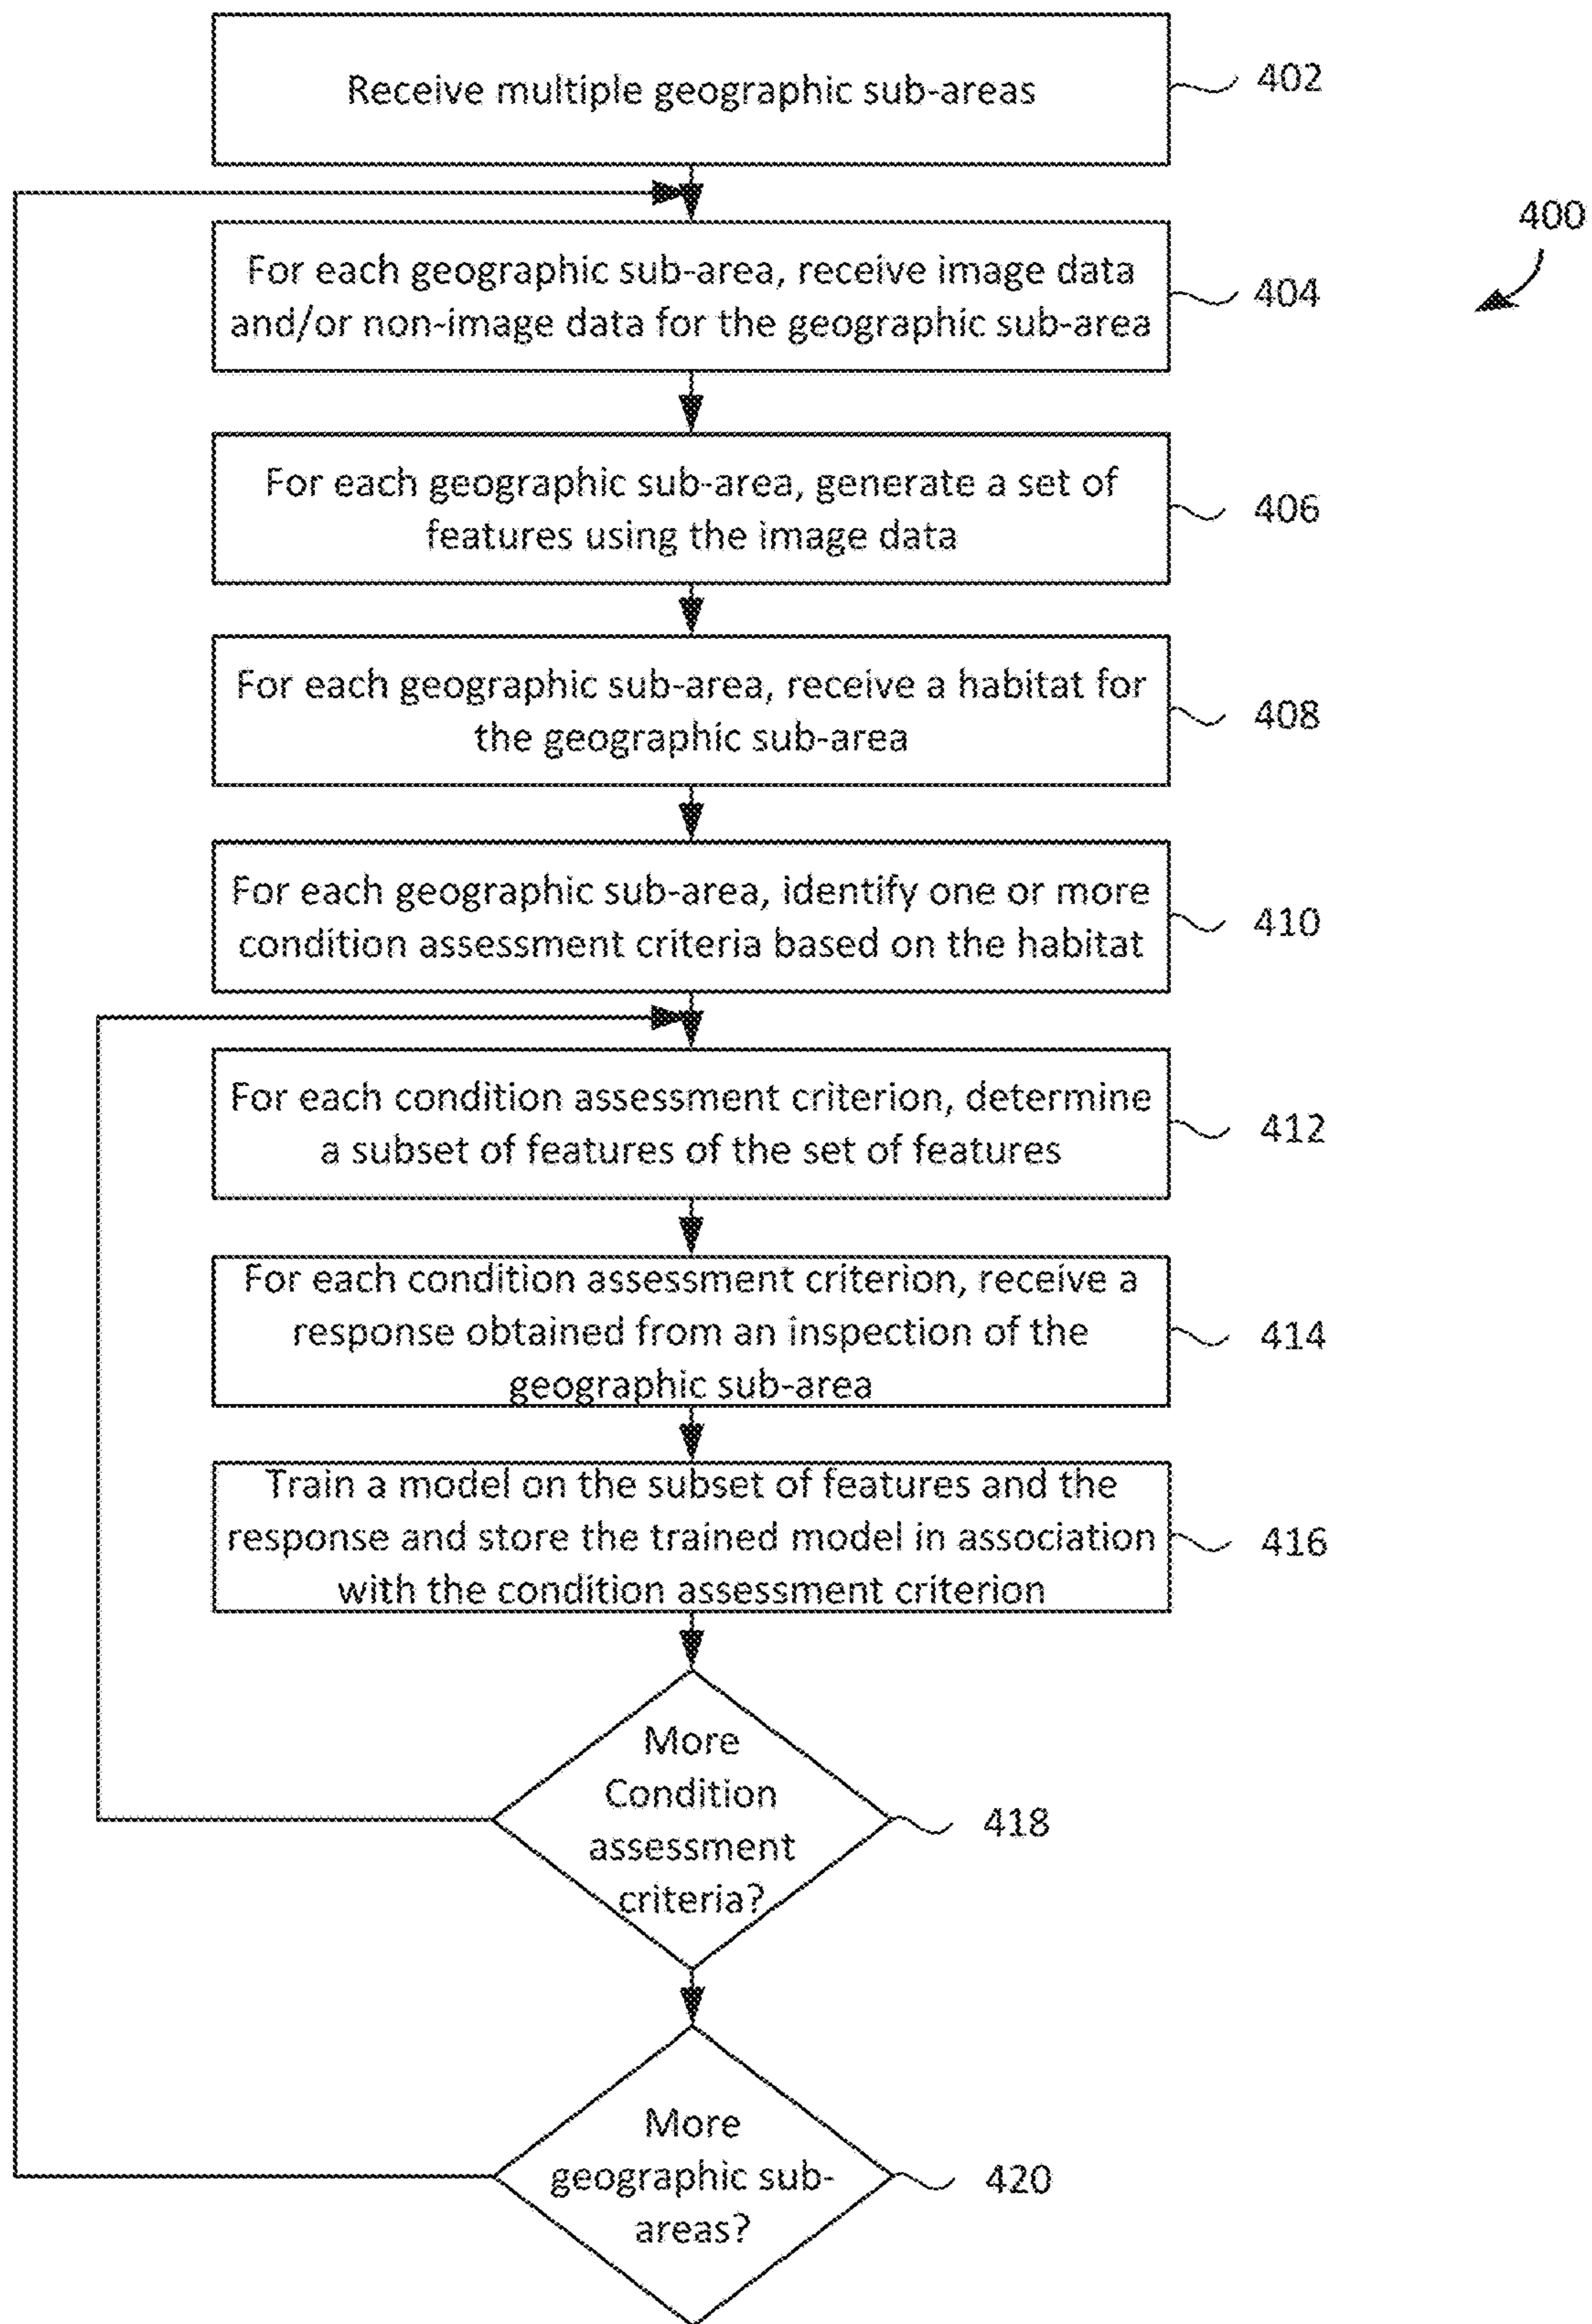 Receive multiple geographic sub-areas
402
400
For each geographic sub-area, receive image data
and/or non-image data for the geographic sub-area
404
For each geographic sub-area, generate a set of
features using the image data
406
For each geographic sub-area, receive a habitat for
the geographic sub-area
408
For each geographic sub-area, identify one or more
condition assessment criteria based on the habitat
410
For each condition assessment criterion, determine
a subset of features of the set of features
412
For each condition assessment criterion, receive a
response obtained from an inspection of the
geographic sub-area
414
Train a model on the subset of features and the
response and store the trained model in association
with the condition assessment criterion
416
More
Condition
assessment
criteria?
418
More
geographic sub-
areas?
420